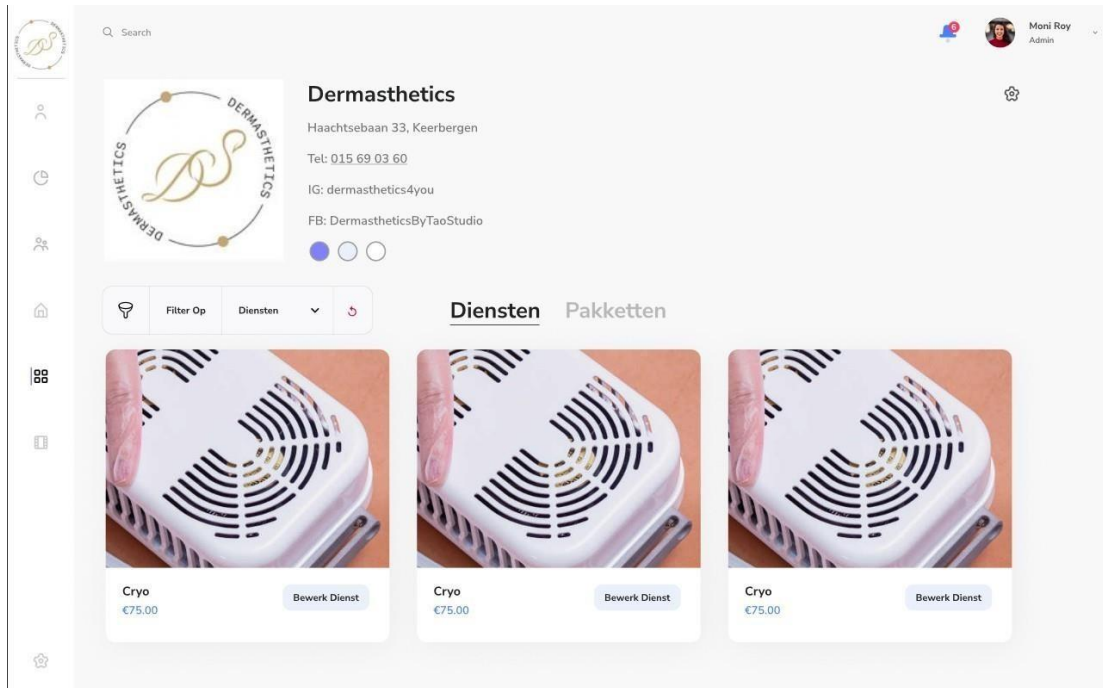 Search
6
Moni Roy
Admin
DERMASTHETICS
DS
DERMASTHETICS
Dermasthetics
Haachtsebaan 33, Keerbergen
Tel: 015 69 03 60
IG: dermasthetics4you
FB: DermastheticsByTaoStudio
Filter Op
Diensten
Diensten
Pakketten
Cryo
€75.00
Bewerk Dienst
Cryo
€75.00
Bewerk Dienst
Cryo
€75.00
Bewerk Dienst